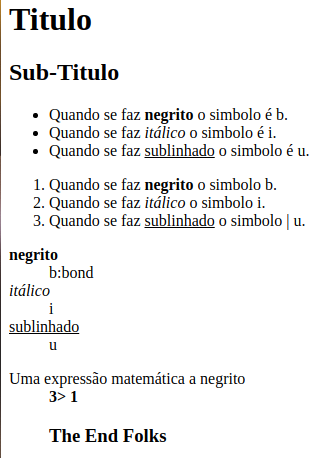 Titulo
Sub-Titulo
• Quando se faz negrito o simbolo é b.
• Quando se faz itálico o simbolo é i.
• Quando se faz sublinhado o simbolo é u.
1. Quando se faz negrito o simbolo b.
2. Quando se faz itálico o simbolo i.
3. Quando se faz sublinhado o simbolo | u.
negrito
b:bond
itálico
i
sublinhado
u
Uma expressão matemática a negrito
3> 1
The End Folks